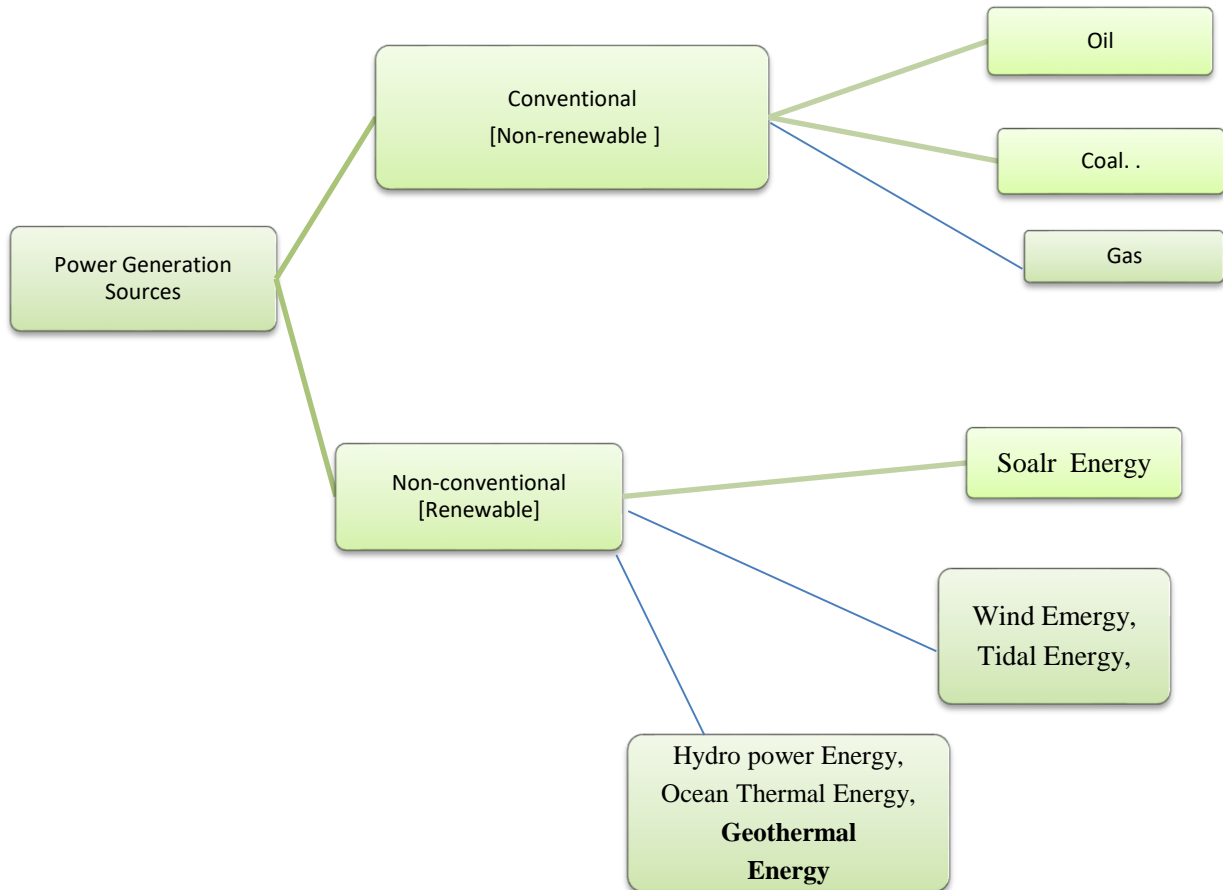 Oil
Conventional
[Non-renewable ]
Coal. .
Gas
Power Generation
Sources
Non-conventional
[Renewable]
Soalr  Energy
Wind Emergy,
Tidal Energy,
Hydro power Energy,
Ocean Thermal Energy,
Geothermal
Energy